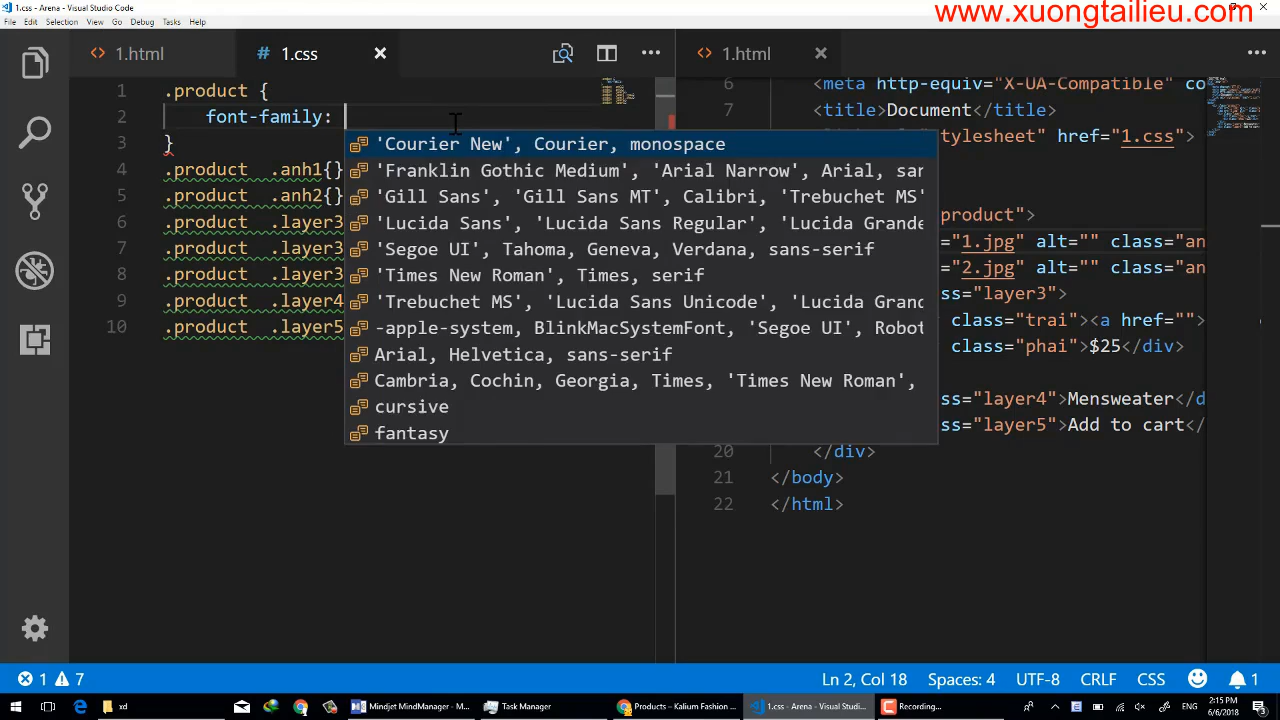 1.css - Arena - Visual Studio Code
www.xuongtailieu.com
File Edit Selection View Go Debug Tasks Help
1.html
1.css
1.html
1 .product {
2 font-family:
3 }
4 .product .anh1{}
5 .product .anh2{}
6 .product .layer3
7 .product .layer3
8 .product .layer3
9 .product .layer4
10 .product .layer5
'Courier New', Courier, monospace
'Franklin Gothic Medium', 'Arial Narrow', Arial, san
'Gill Sans', 'Gill Sans MT', Calibri, 'Trebuchet MS'
'Lucida Sans', 'Lucida Sans Regular', 'Lucida Grande
'Segoe UI', Tahoma, Geneva, Verdana, sans-serif
'Times New Roman', Times, serif
'Trebuchet MS', 'Lucida Sans Unicode', 'Lucida Grand
-apple-system, BlinkMacSystemFont, 'Segoe UI', Robot
Arial, Helvetica, sans-serif
Cambria, Cochin, Georgia, Times, 'Times New Roman',
cursive
fantasy
6 <meta http-equiv="X-UA-Compatible" co
7 <title>Document</title>
tylesheet" href="1.css">
product">
="1.jpg" alt="" class="an
="2.jpg" alt="" class="an
ss="layer3">
class="trai"><a href="">
class="phai">$25</div>
ss="layer4">Mensweater</d
ss="layer5">Add to cart</
20 </div>
21 </body>
22 </html>
1 7
Ln 2, Col 18 Spaces: 4 UTF-8 CRLF CSS 1
xd
Mindjet MindManager - M...
Task Manager
Products – Kalium Fashion ...
1.css - Arena - Visual Studi...
Recording...
2:15 PM
6/6/2018